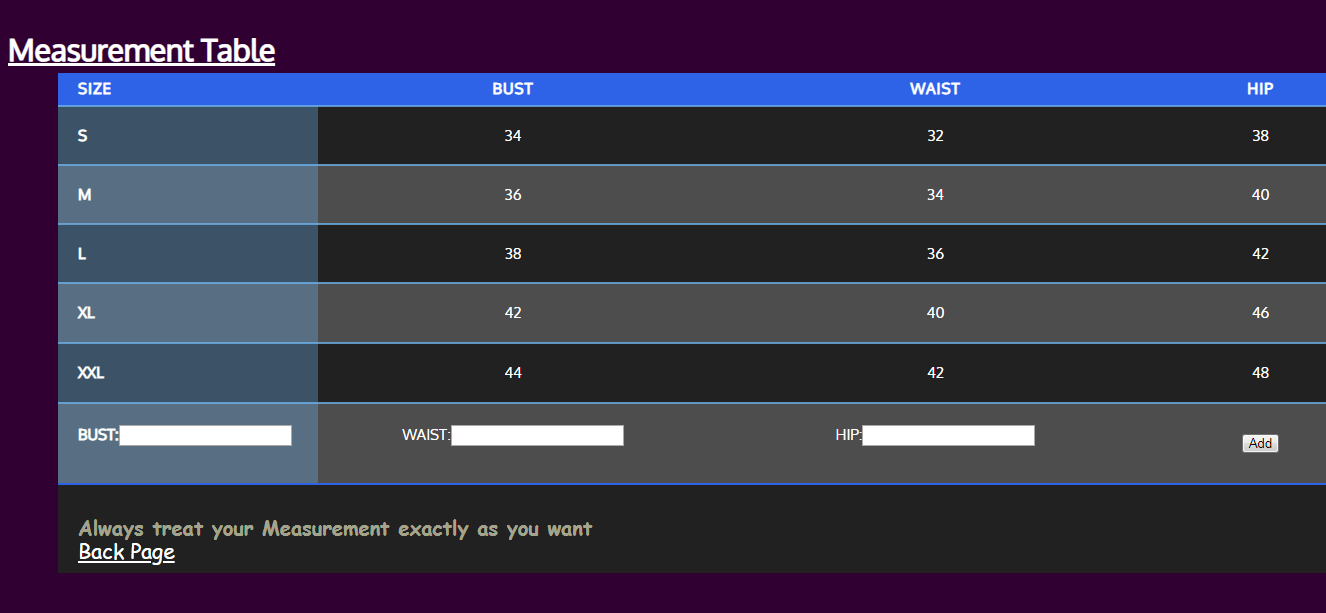 Measurement Table
SIZE BUST WAIST HIP
S 34 32 38
M 36 34 40
L 38 36 42
XL 42 40 46
XXL 44 42 48
BUST: WAIST: HIP: Add
Always treat your Measurement exactly as you want
Back Page